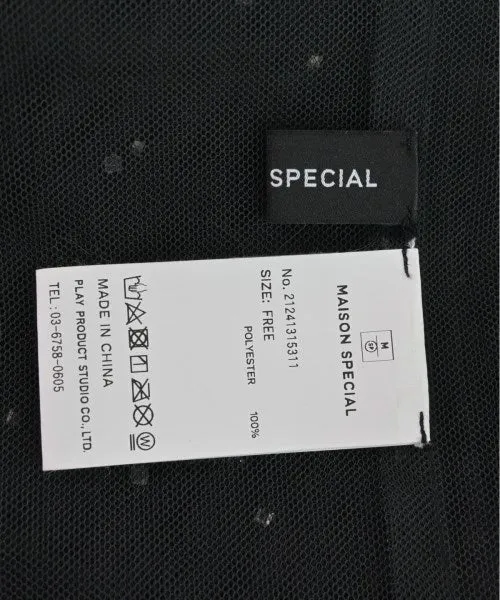 SPECIAL
M
SP
MAISON SPECIAL
No. 21241315311
SIZE: FREE
POLYESTER 100%
W
MADE IN CHINA
PLAY PRODUCT STUDIO CO., LTD.
TEL : 03-6758-0605